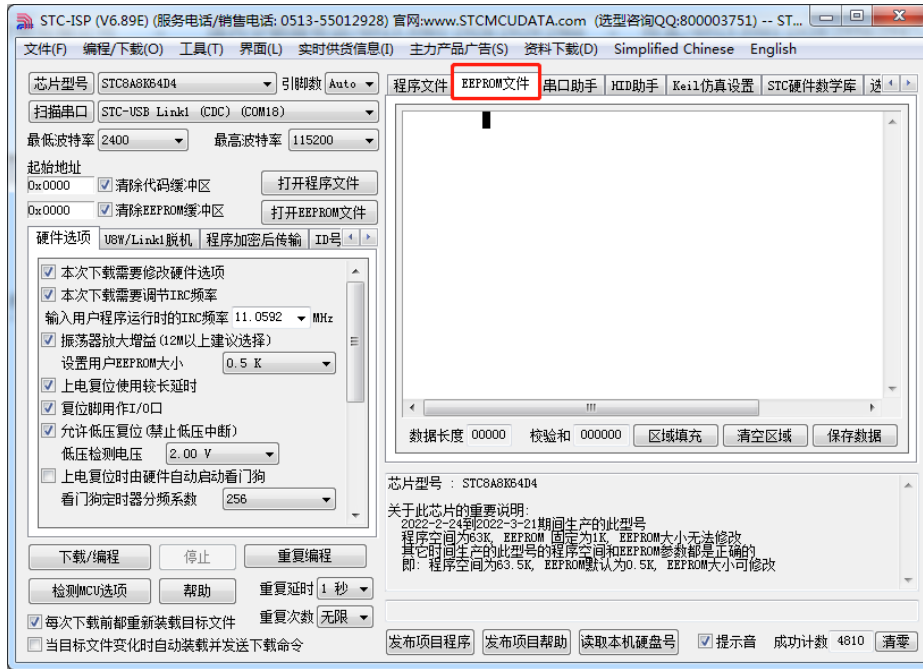 STC-ISP (V6.89E) (服务电话/销售电话: 0513-55012928) 官网:www.STCMCUDATA.com (选型咨询QQ:800003751) -- ST...
文件(F) 编程/下载(O) 工具(T) 界面(L) 实时供货信息(I) 主力产品广告(S) 资料下载(D) Simplified Chinese English
芯片型号 STC8A8K64D4 引脚数 Auto
扫描串口 STC-USB Link1 (CDC) (COM18)
最低波特率 2400 最高波特率 115200
起始地址
0x0000 清除代码缓冲区 打开程序文件
0x0000 清除EEPROM缓冲区 打开EEPROM文件
硬件选项 U8W/Link1脱机 程序加密后传输 ID号
本次下载需要修改硬件选项
本次下载需要调节IRC频率
输入用户程序运行时的IRC频率 11.0592 MHz
振荡器放大增益(12M以上建议选择)
设置用户EEPROM大小 0.5 K
上电复位使用较长延时
复位脚用作I/O口
允许低压复位(禁止低压中断)
低压检测电压 2.00 V
上电复位时由硬件自动启动看门狗
看门狗定时器分频系数 256
下载/编程 停止 重复编程
检测MCU选项 帮助 重复延时 1 秒
每次下载前都重新装载目标文件 重复次数 无限
当目标文件变化时自动装载并发送下载命令
程序文件 EEPROM文件 串口助手 HID助手 Keil仿真设置 STC硬件数学库 选
数据长度 00000 校验和 000000 区域填充 清空区域 保存数据
芯片型号 : STC8A8K64D4
关于此芯片的重要说明:
2022-2-24到2022-3-21期间生产的此型号
程序空间为63K, EEPROM 固定为1K, EEPROM大小无法修改
其它时间生产的此型号的程序空间和EEPROM参数都是正确的
即: 程序空间为63.5K, EEPROM默认为0.5K, EEPROM大小可修改
发布项目程序 发布项目帮助 读取本机硬盘号 提示音 成功计数 4810 清零